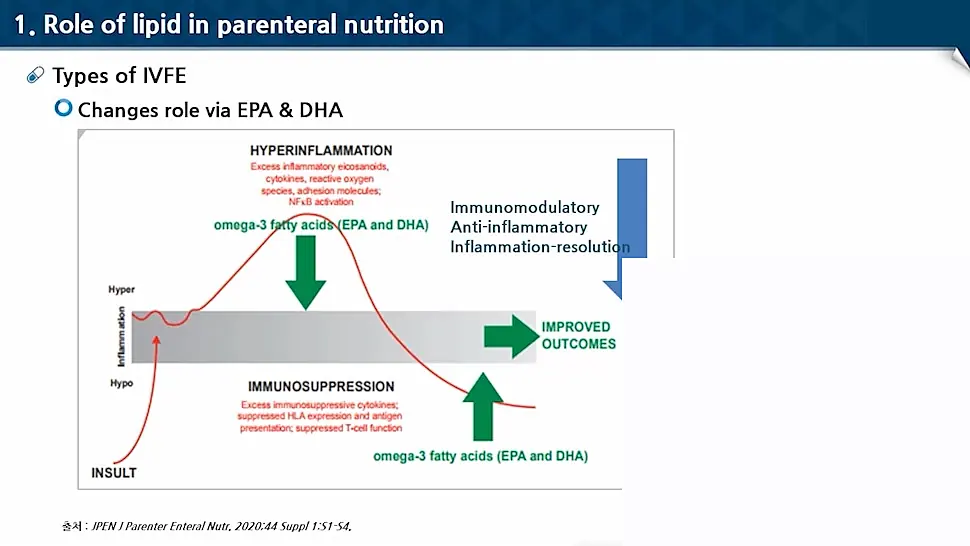 1. Role of lipid in parenteral nutrition
Types of IVFE
Changes role via EPA & DHA
HYPERINFLAMMATION
Excess inflammatory eicosanoids,
cytokines, reactive oxygen
species, adhesion molecules;
NFκB activation
omega-3 fatty acids (EPA and DHA)
Immunomodulatory
Anti-inflammatory
Inflammation-resolution
Hyper
Inflammation
Hypo
IMPROVED
OUTCOMES
IMMUNOSUPPRESSION
Excess immunosuppressive cytokines;
suppressed HLA expression and antigen
presentation; suppressed T-cell function
omega-3 fatty acids (EPA and DHA)
INSULT
출처 : JPEN J Parenter Enteral Nutr. 2020;44 Suppl 1:S1-S4.